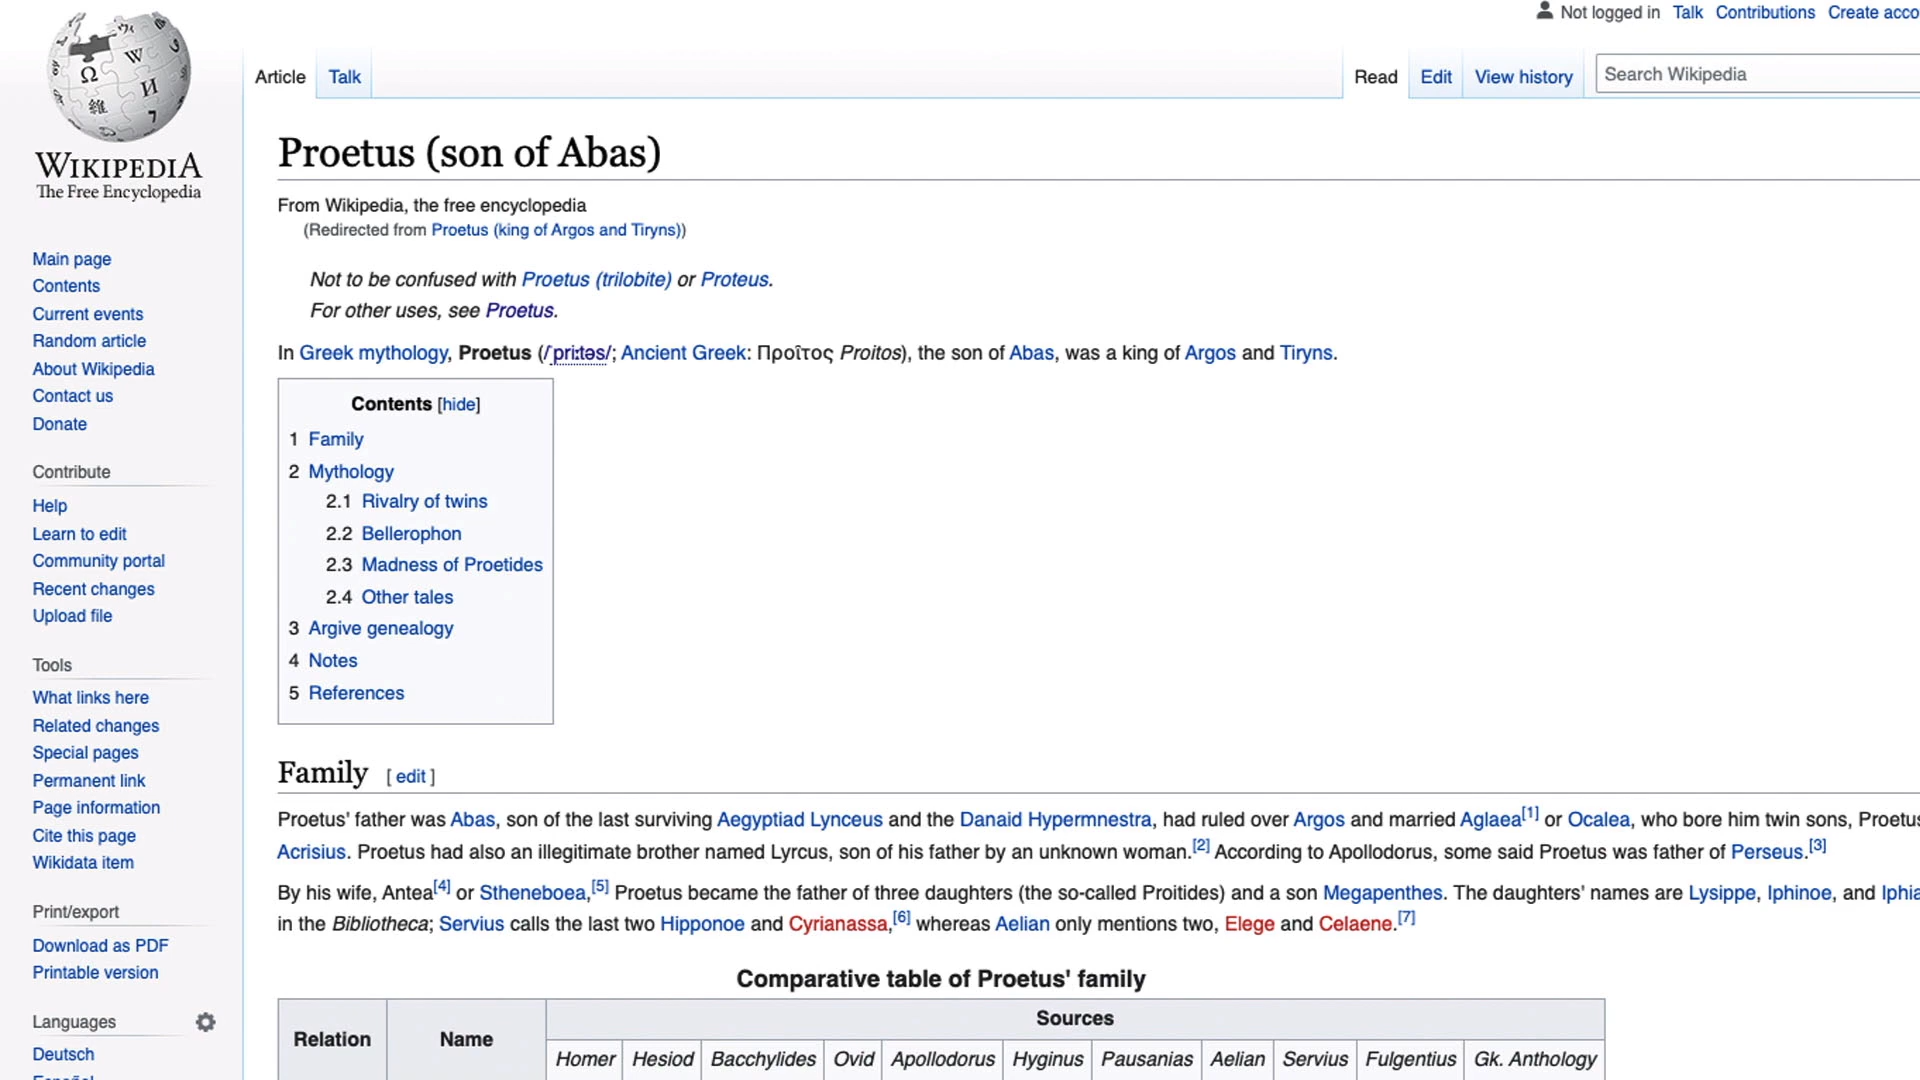 Not logged in Talk Contributions Create acco
WIKIPEDIA
The Free Encyclopedia
Article Talk Read Edit View history Search Wikipedia
Main page
Contents
Current events
Random article
About Wikipedia
Contact us
Donate
Contribute
Help
Learn to edit
Community portal
Recent changes
Upload file
Tools
What links here
Related changes
Special pages
Permanent link
Page information
Cite this page
Wikidata item
Print/export
Download as PDF
Printable version
Languages
Deutsch
Proetus (son of Abas)
From Wikipedia, the free encyclopedia
(Redirected from Proetus (king of Argos and Tiryns))
Not to be confused with Proetus (trilobite) or Proteus.
For other uses, see Proetus.
In Greek mythology, Proetus (/ˈpriːtəs/; Ancient Greek: Προῖτος Proitos), the son of Abas, was a king of Argos and Tiryns.
Contents [hide]
1 Family
2 Mythology
2.1 Rivalry of twins
2.2 Bellerophon
2.3 Madness of Proetides
2.4 Other tales
3 Argive genealogy
4 Notes
5 References
Family [ edit ]
Proetus' father was Abas, son of the last surviving Aegyptiad Lynceus and the Danaid Hypermnestra, had ruled over Argos and married Aglaea[1] or Ocalea, who bore him twin sons, Proetus
Acrisius. Proetus had also an illegitimate brother named Lyrcus, son of his father by an unknown woman.[2] According to Apollodorus, some said Proetus was father of Perseus.[3]
By his wife, Antea[4] or Stheneboea,[5] Proetus became the father of three daughters (the so-called Proitides) and a son Megapenthes. The daughters' names are Lysippe, Iphinoe, and Iphia
in the Bibliotheca; Servius calls the last two Hipponoe and Cyrianassa,[6] whereas Aelian only mentions two, Elege and Celaene.[7]
Comparative table of Proetus' family
Relation Name Sources
Homer Hesiod Bacchylides Ovid Apollodorus Hyginus Pausanias Aelian Servius Fulgentius Gk. Anthology